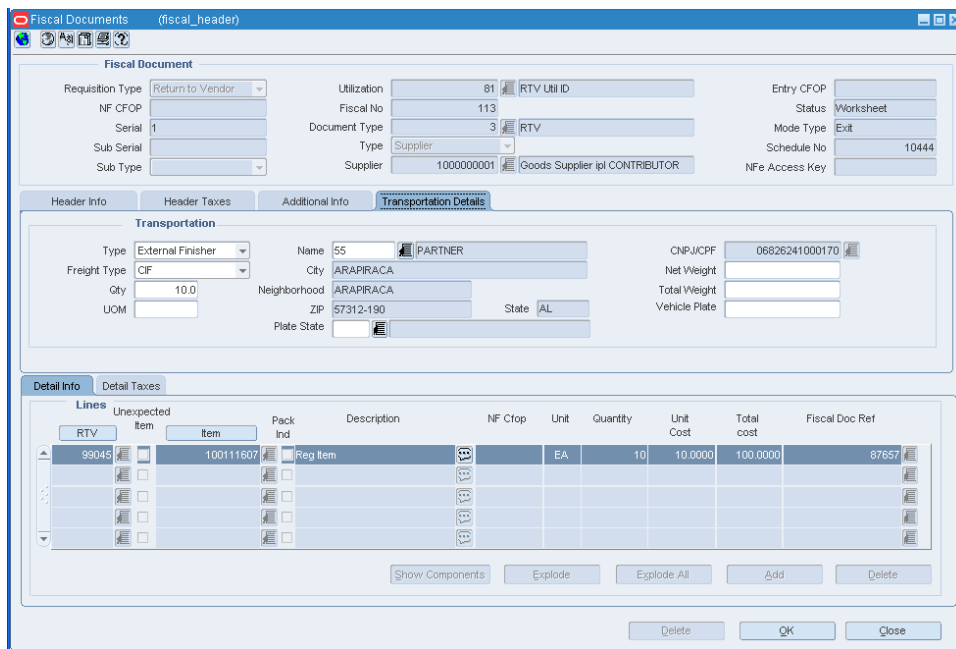 Fiscal Documents (fiscal_header)
Fiscal Document
Requisition Type Return to Vendor Utilization 81 RTV Util ID Entry CFOP
NF CFOP Fiscal No 113 Status Worksheet
Serial 1 Document Type 3 RTV Mode Type Exit
Sub Serial Type Supplier Schedule No 10444
Sub Type Supplier 1000000001 Goods Supplier ipl CONTRIBUTOR NFe Access Key
Header Info Header Taxes Additional Info Transportation Details
Transportation
Type External Finisher Name 55 PARTNER CNPJ/CPF 06826241000170
Freight Type CIF City ARAPIRACA Net Weight
Qty 10.0 Neighborhood ARAPIRACA Total Weight
UOM ZIP 57312-190 State AL Vehicle Plate
Plate State
Detail Info Detail Taxes
Lines
RTV Unexpected Item Item Pack Ind Description NF Cfop Unit Quantity Unit Cost Total cost Fiscal Doc Ref
99045 100111607 Reg Item EA 10 10.0000 100.0000 87657
Show Components Explode Explode All Add Delete
Delete OK Close